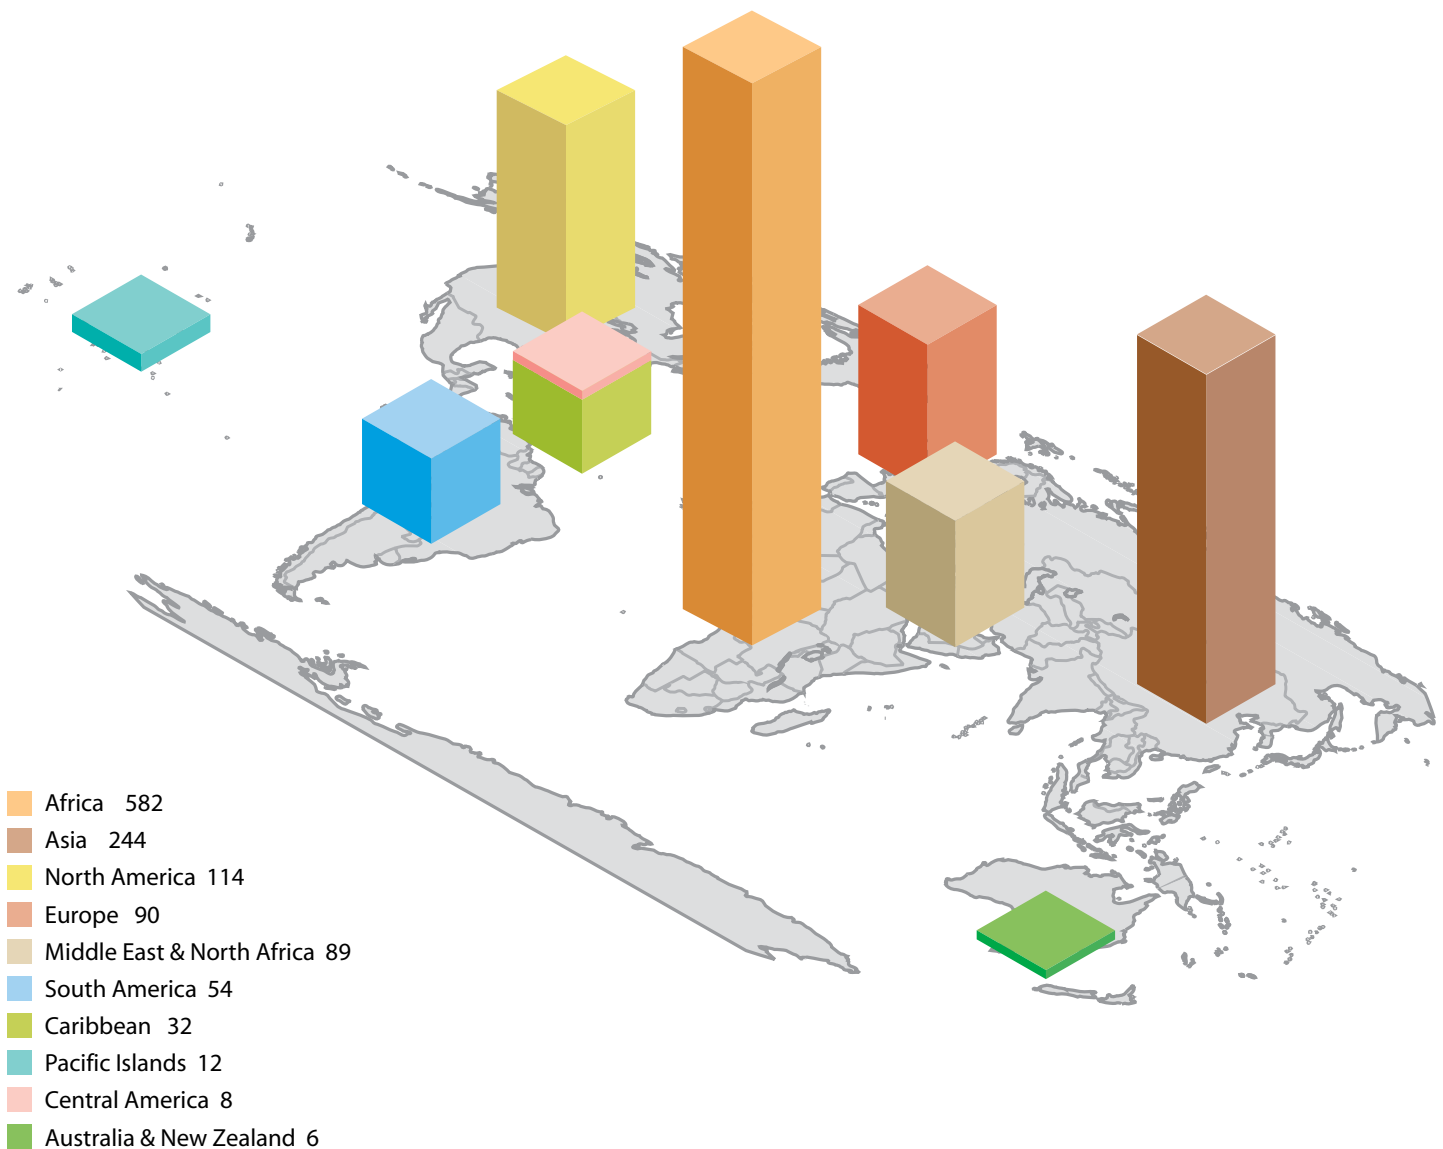 Africa 582
Asia 244
North America 114
Europe 90
Middle East & North Africa 89
South America 54
Caribbean 32
Pacific Islands 12
Central America 8
Australia & New Zealand 6